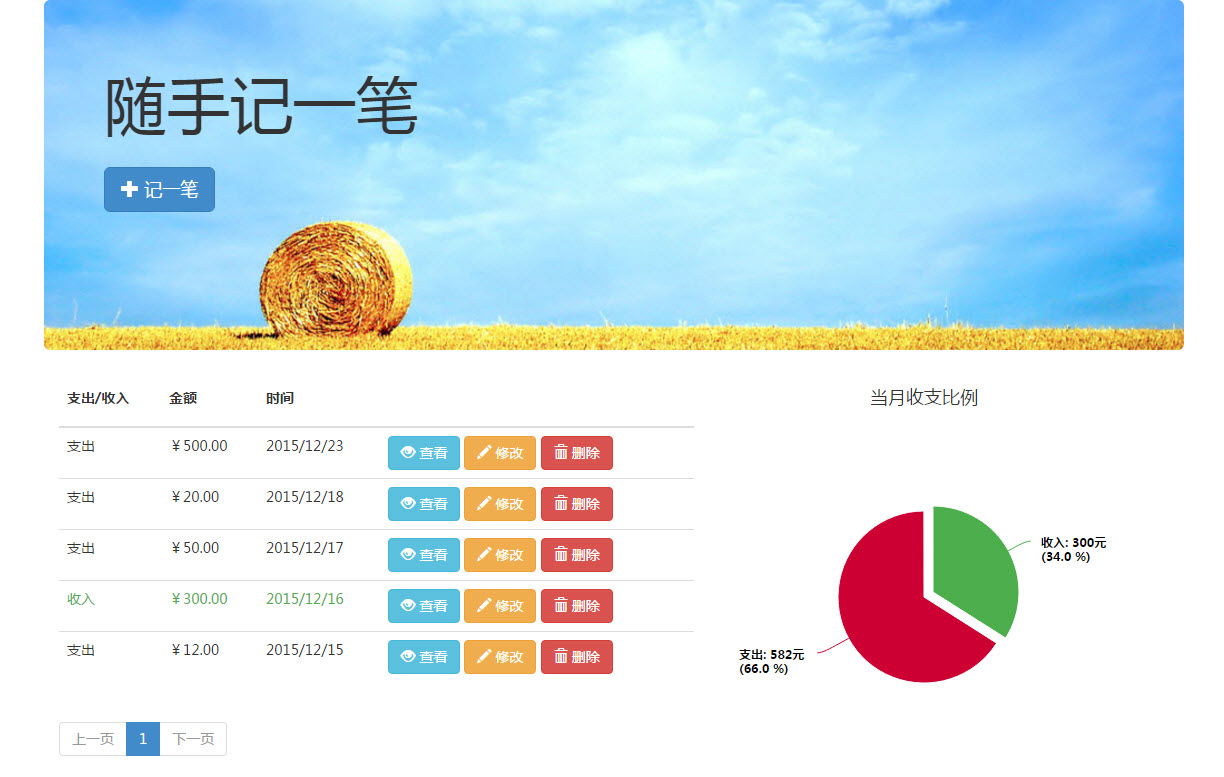 随手记一笔
记一笔
支出/收入 金额 时间
支出 ￥500.00 2015/12/23 查看 修改 删除
支出 ￥20.00 2015/12/18 查看 修改 删除
支出 ￥50.00 2015/12/17 查看 修改 删除
收入 ￥300.00 2015/12/16 查看 修改 删除
支出 ￥12.00 2015/12/15 查看 修改 删除
上一页 1 下一页
当月收支比例
收入: 300元
(34.0 %)
支出: 582元
(66.0 %)